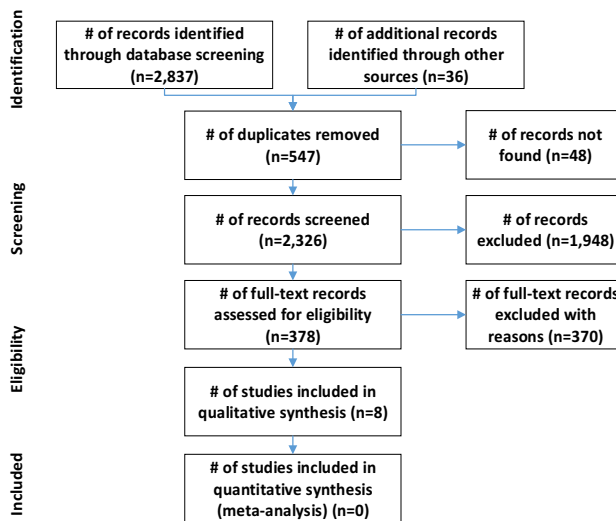 Identification
# of records identified
through database screening
(n=2,837)
# of additional records
identified through other
sources (n=36)
# of duplicates removed
(n=547)
# of records not
found (n=48)
Screening
# of records screened
(n=2,326)
# of records
excluded (n=1,948)
Eligibility
# of full-text records
assessed for eligibility
(n=378)
# of full-text records
excluded with
reasons (n=370)
# of studies included in
qualitative synthesis (n=8)
Included
# of studies included in
quantitative synthesis
(meta-analysis) (n=0)